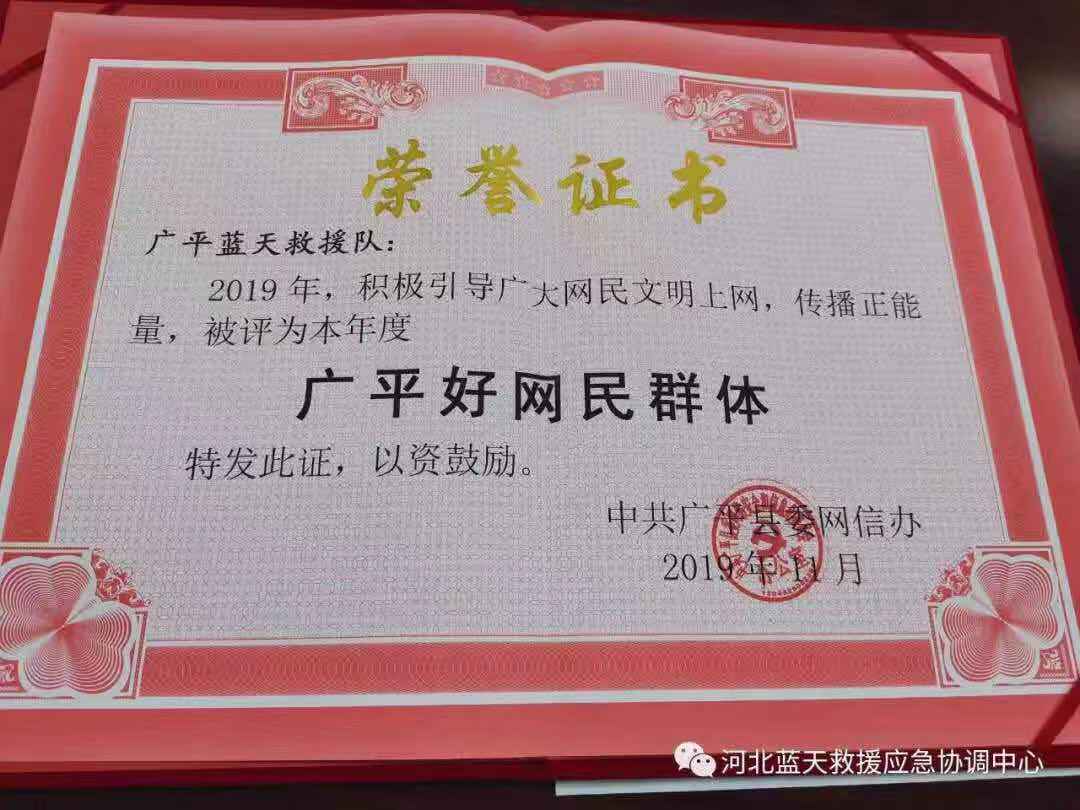 荣誉证书
广平蓝天救援队:
2019年，积极引导广大网民文明上网，传播正能
量，被评为本年度
广平好网民群体
特发此证，以资鼓励。
中共广平县委网信办
2019年11月
河北蓝天救援应急协调中心